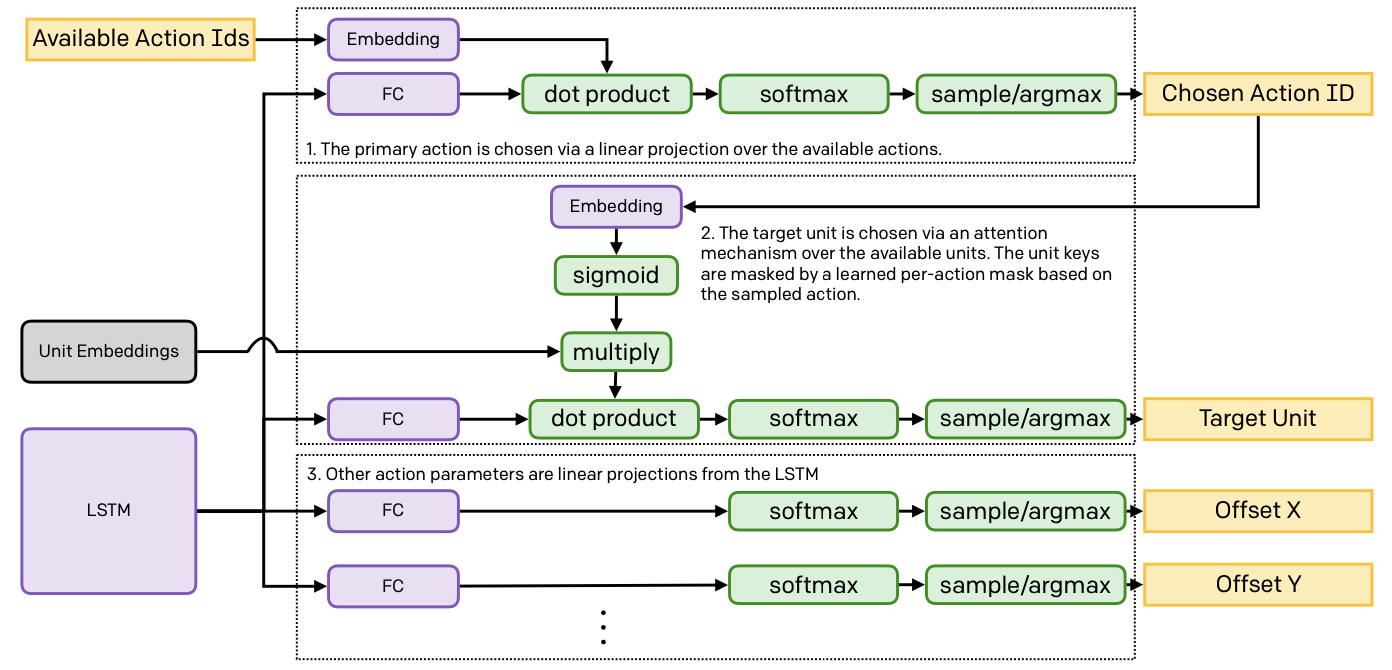 Available Action Ids
Embedding
FC
dot product
softmax
sample/argmax
Chosen Action ID
1. The primary action is chosen via a linear projection over the available actions.
Embedding
2. The target unit is chosen via an attention
mechanism over the available units. The unit keys
are masked by a learned per-action mask based on
the sampled action.
sigmoid
Unit Embeddings
multiply
FC
dot product
softmax
sample/argmax
Target Unit
LSTM
3. Other action parameters are linear projections from the LSTM
FC
softmax
sample/argmax
Offset X
FC
softmax
sample/argmax
Offset Y